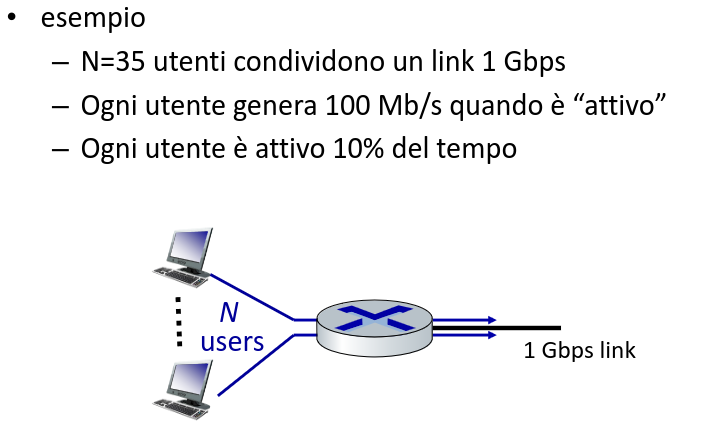 • esempio
– N=35 utenti condividono un link 1 Gbps
– Ogni utente genera 100 Mb/s quando è “attivo”
– Ogni utente è attivo 10% del tempo
N
users
1 Gbps link